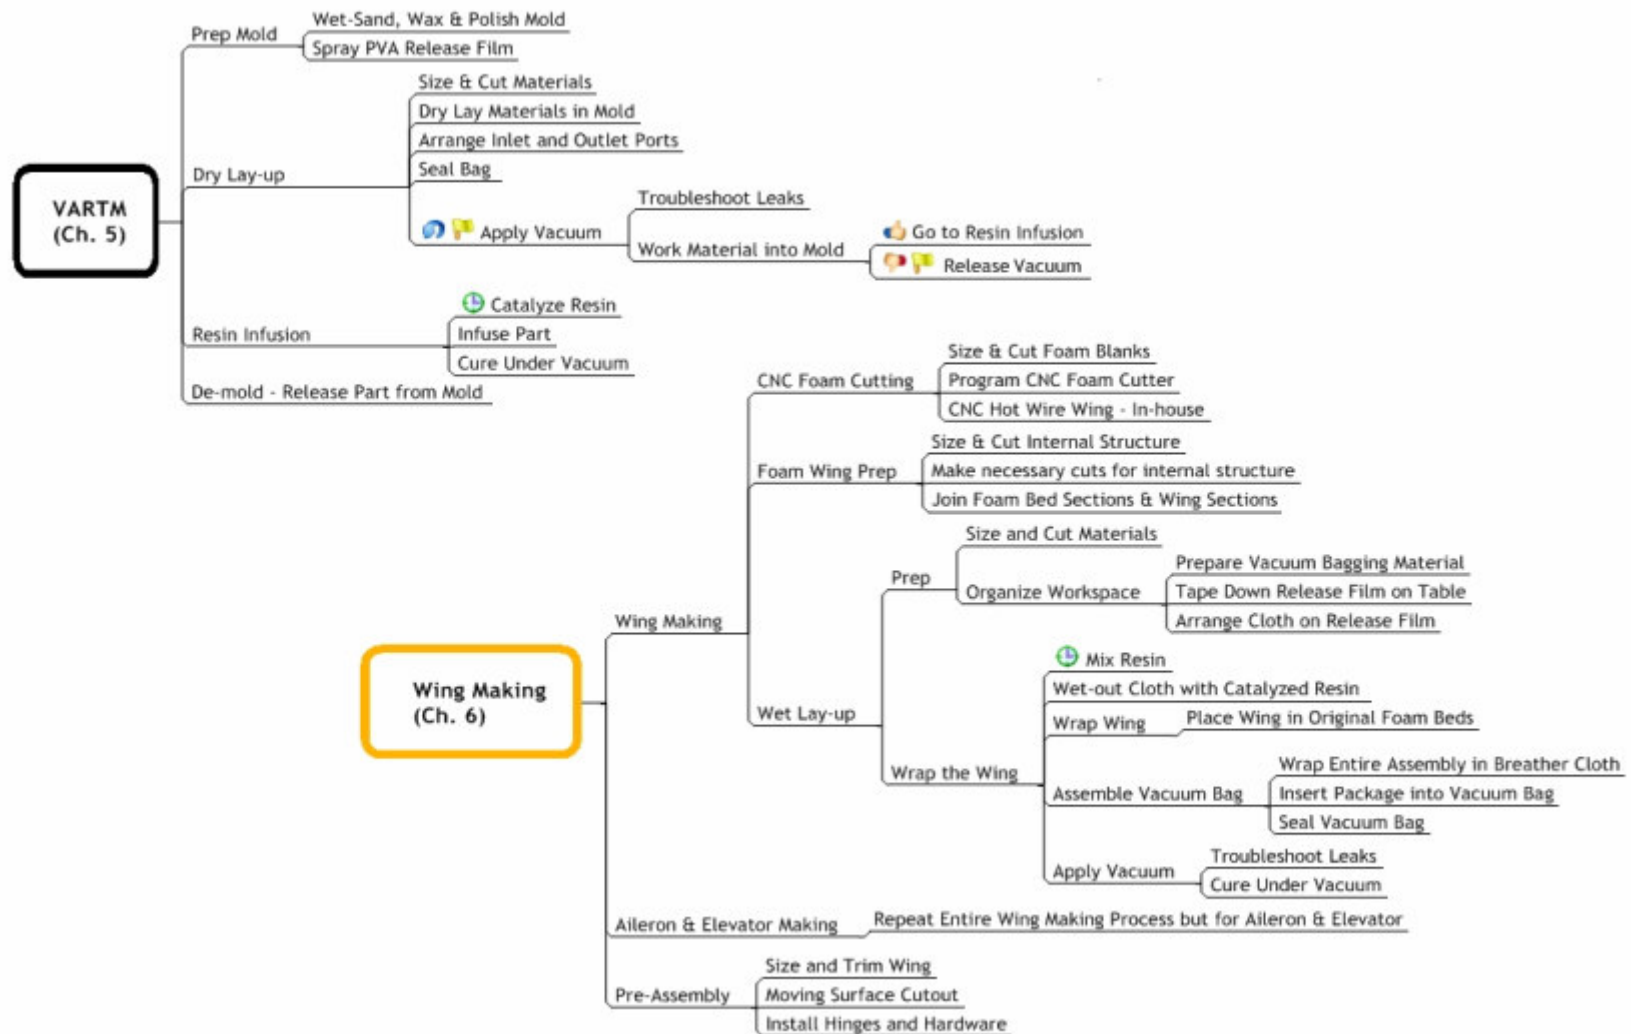 VARTM
(Ch. 5)
Prep Mold
Wet-Sand, Wax & Polish Mold
Spray PVA Release Film
Dry Lay-up
Size & Cut Materials
Dry Lay Materials in Mold
Arrange Inlet and Outlet Ports
Seal Bag
Apply Vacuum
Troubleshoot Leaks
Work Material into Mold
Go to Resin Infusion
Release Vacuum
Resin Infusion
Catalyze Resin
Infuse Part
Cure Under Vacuum
De-mold - Release Part from Mold
Wing Making
(Ch. 6)
Wing Making
CNC Foam Cutting
Size & Cut Foam Blanks
Program CNC Foam Cutter
CNC Hot Wire Wing - In-house
Foam Wing Prep
Size & Cut Internal Structure
Make necessary cuts for internal structure
Join Foam Bed Sections & Wing Sections
Wet Lay-up
Prep
Size and Cut Materials
Organize Workspace
Prepare Vacuum Bagging Material
Tape Down Release Film on Table
Arrange Cloth on Release Film
Wrap the Wing
Mix Resin
Wet-out Cloth with Catalyzed Resin
Wrap Wing
Place Wing in Original Foam Beds
Assemble Vacuum Bag
Wrap Entire Assembly in Breather Cloth
Insert Package into Vacuum Bag
Seal Vacuum Bag
Apply Vacuum
Troubleshoot Leaks
Cure Under Vacuum
Aileron & Elevator Making
Repeat Entire Wing Making Process but for Aileron & Elevator
Pre-Assembly
Size and Trim Wing
Moving Surface Cutout
Install Hinges and Hardware